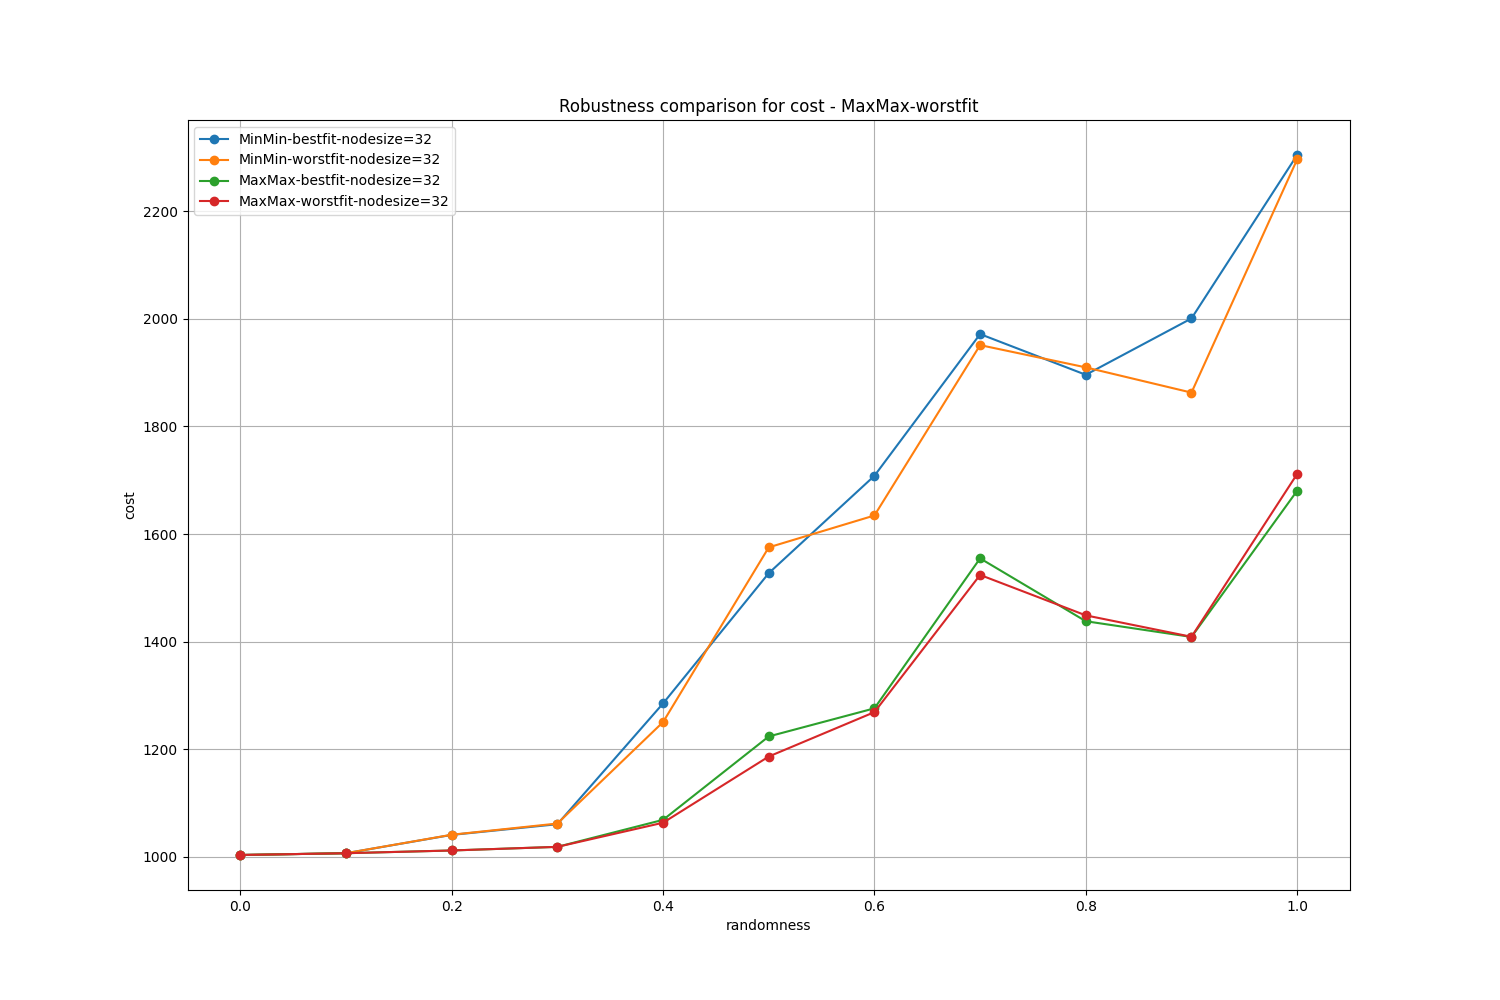 Robustness comparison for cost - MaxMax-worstfit
MinMin-bestfit-nodesize=32
MinMin-worstfit-nodesize=32
MaxMax-bestfit-nodesize=32
MaxMax-worstfit-nodesize=32
2200
2000
1800
1600
1400
1200
1000
cost
0.0 0.2 0.4 0.6 0.8 1.0
randomness